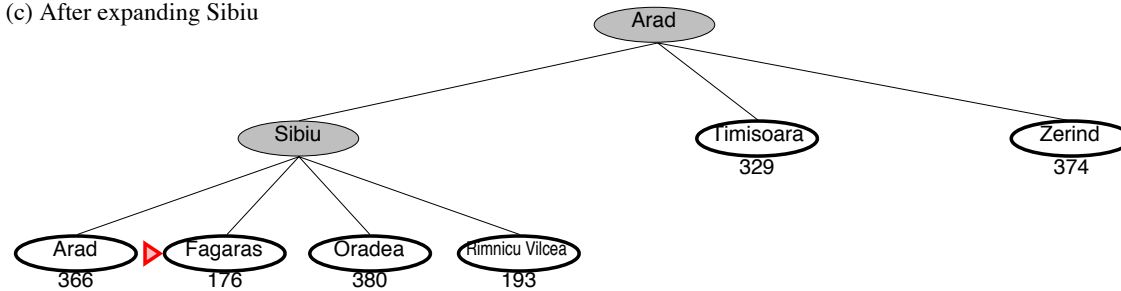 (c) After expanding Sibiu
Arad
Sibiu
Timisoara
329
Zerind
374
Arad
366
Fagaras
176
Oradea
380
Rimnicu Vilcea
193